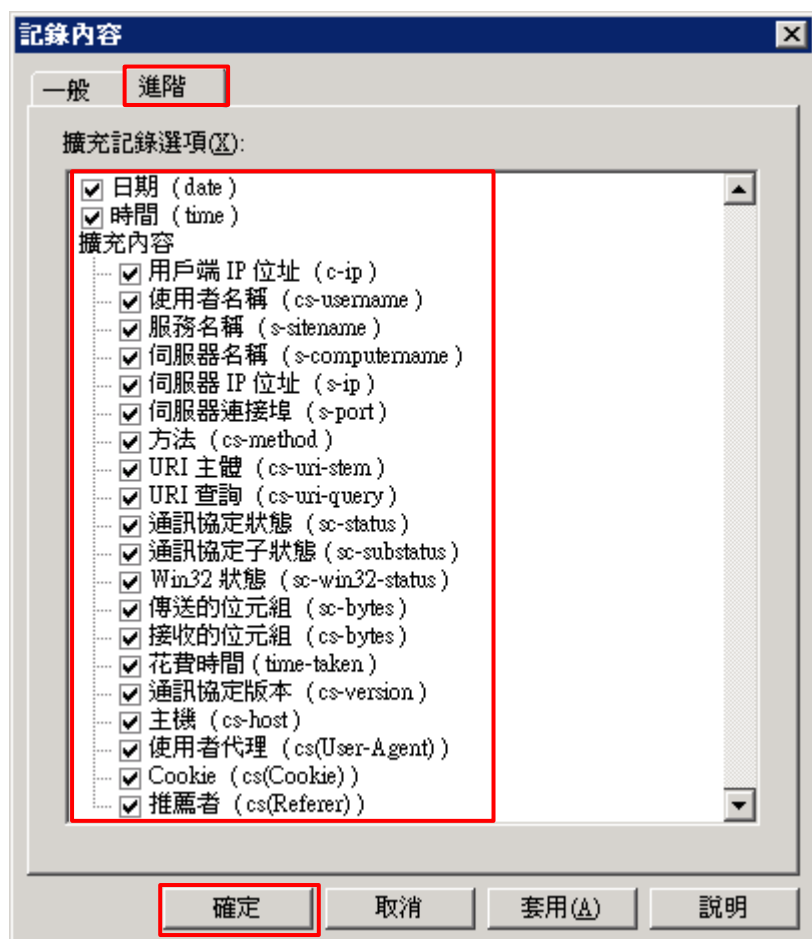 記錄內容
一般 進階
擴充記錄選項(X):
日期 (date)
時間 (time)
擴充內容
用戶端 IP 位址 (c-ip)
使用者名稱 (cs-username)
服務名稱 (s-sitename)
伺服器名稱 (s-computername)
伺服器 IP 位址 (s-ip)
伺服器連接埠 (s-port)
方法 (cs-method)
URI 主體 (cs-uri-stem)
URI 查詢 (cs-uri-query)
通訊協定狀態 (sc-status)
通訊協定子狀態 (sc-substatus)
Win32 狀態 (sc-win32-status)
傳送的位元組 (sc-bytes)
接收的位元組 (cs-bytes)
花費時間 (time-taken)
通訊協定版本 (cs-version)
主機 (cs-host)
使用者代理 (cs(User-Agent))
Cookie (cs(Cookie))
推薦者 (cs(Referer))
確定 取消 套用(A) 說明